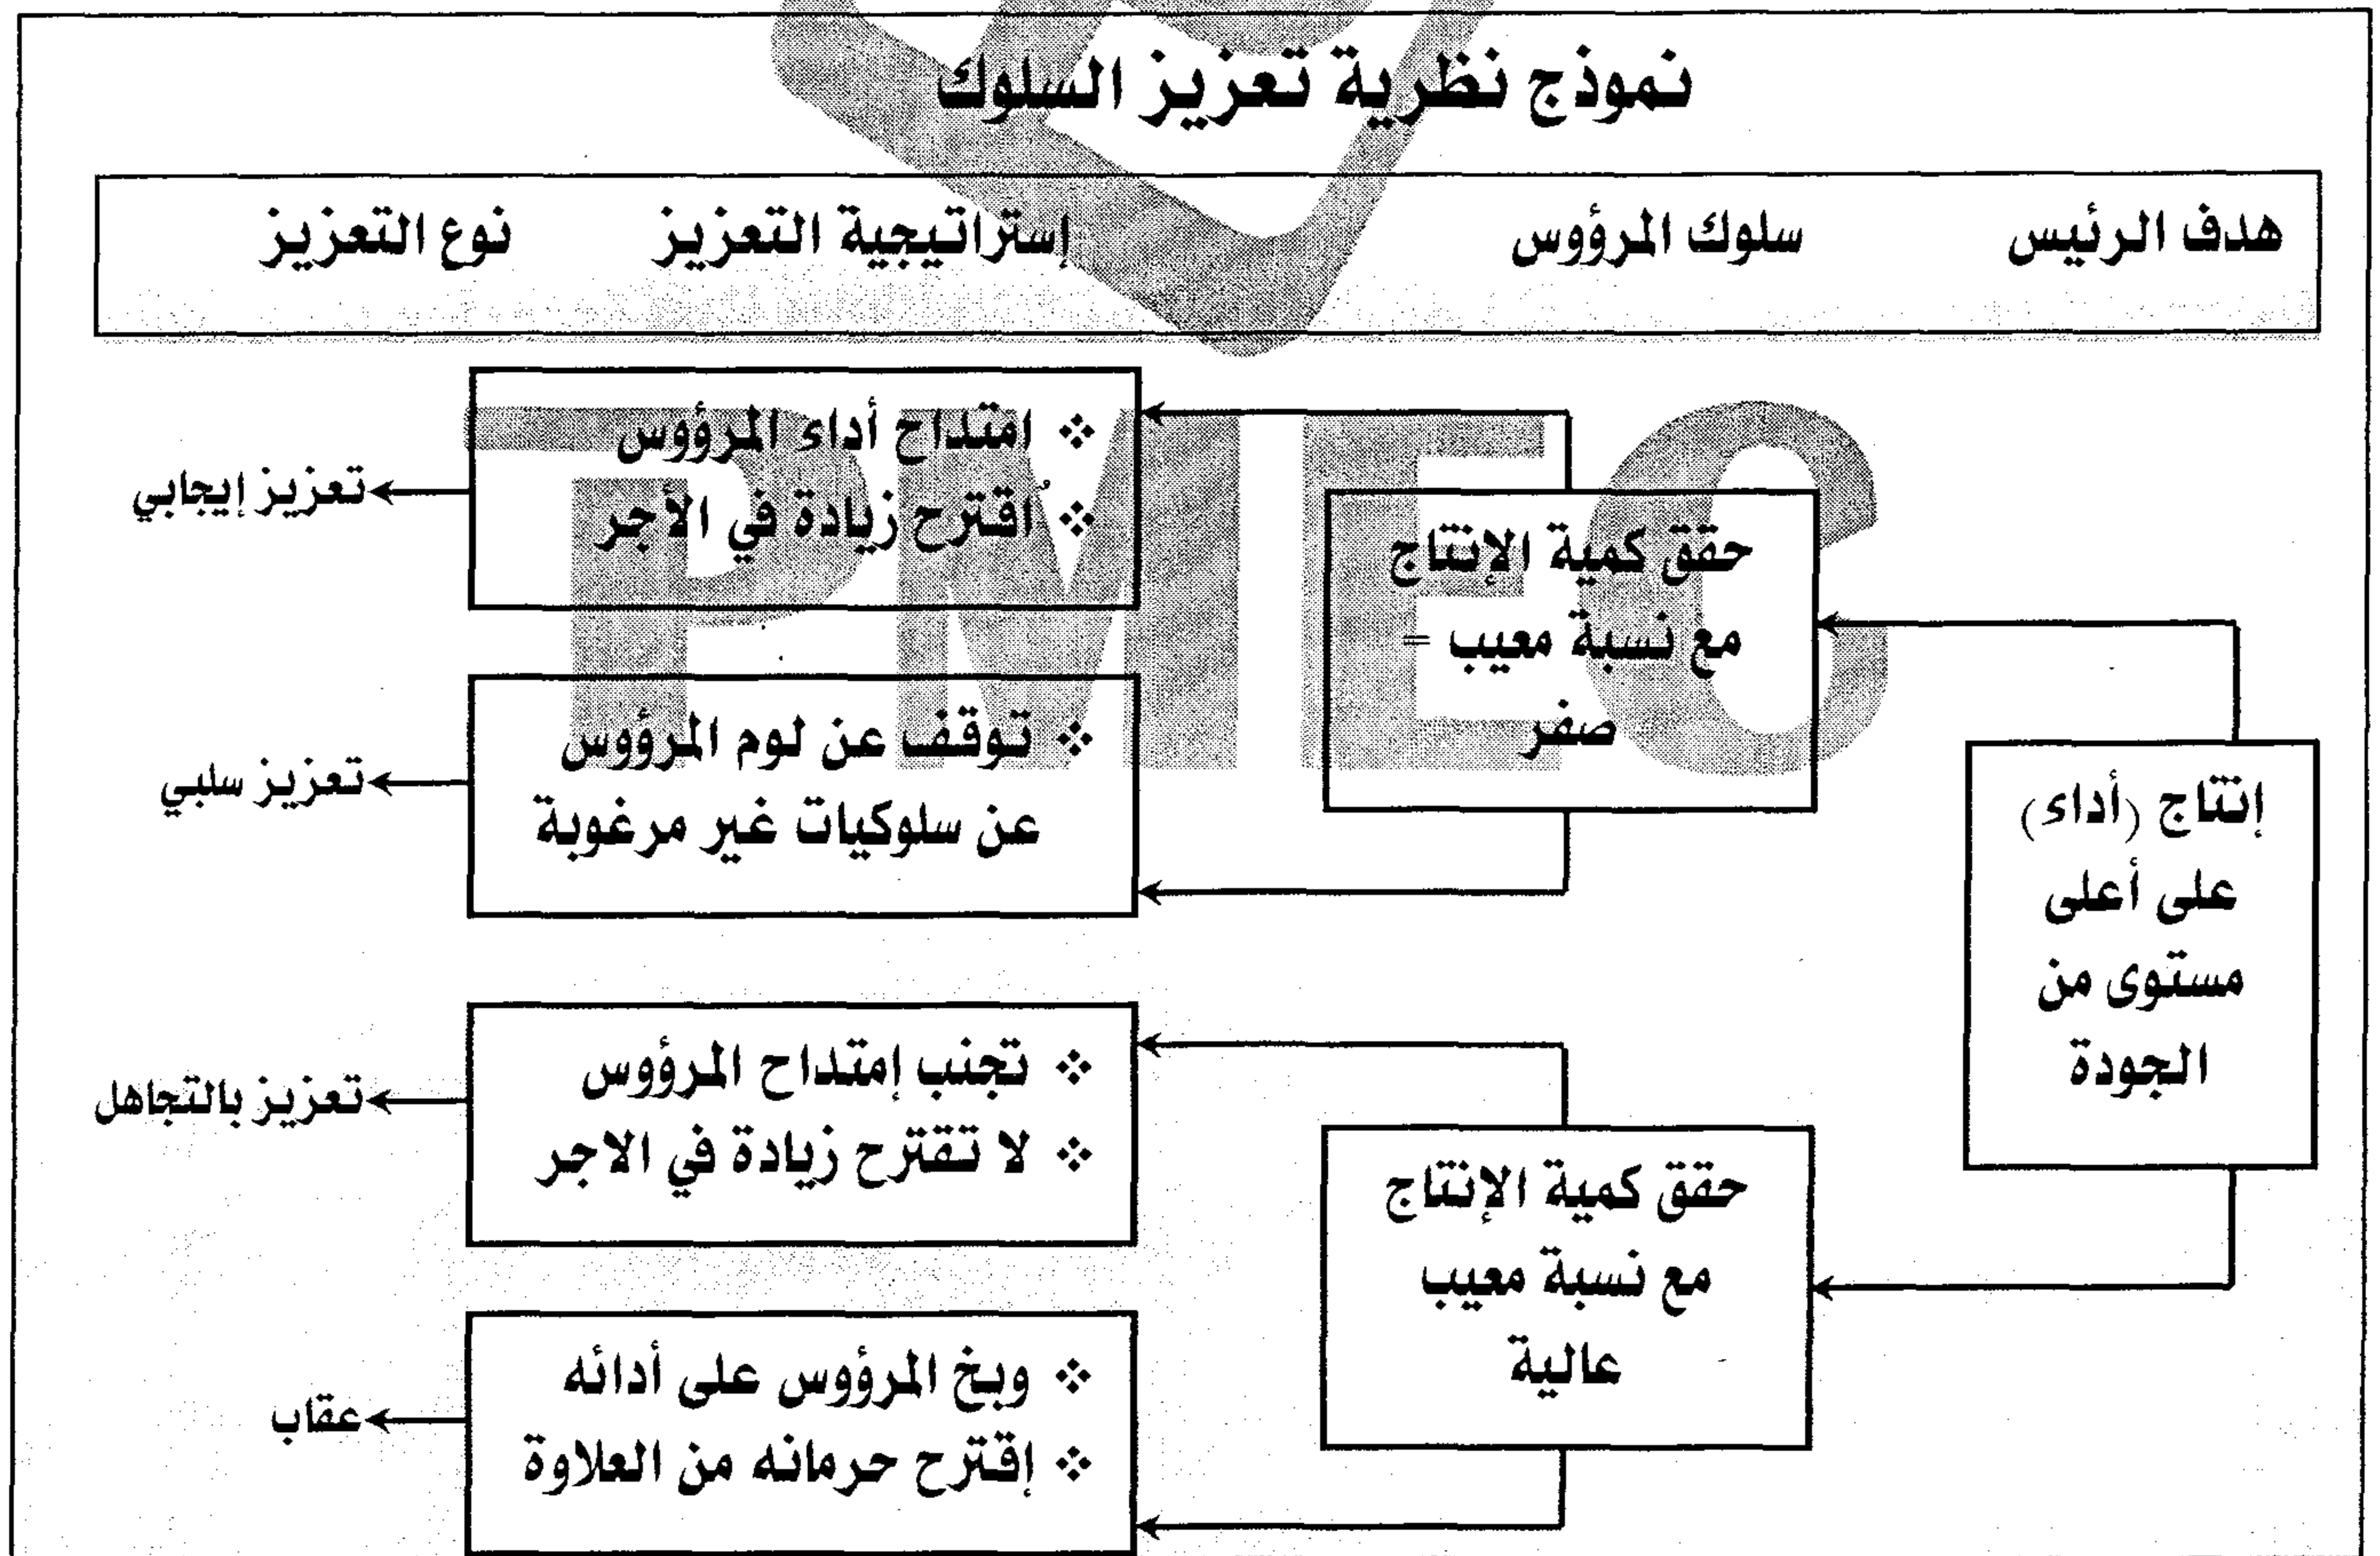 نموذج نظرية تعزيز السلوك
هدف الرئيس
سلوك المرؤوس
إستراتيجية التعزيز
نوع التعزيز
إنتاج (أداء)
على أعلى
مستوى من
الجودة
حقق كمية الإنتاج
مع نسبة معيب =
صفر
❖ امتداح أداء المرؤوس
❖ اُقترح زيادة في الأجر
تعزيز إيجابي
❖ توقف عن لوم المرؤوس
عن سلوكيات غير مرغوبة
تعزيز سلبي
حقق كمية الإنتاج
مع نسبة معيب
عالية
❖ تجنب إمتداح المرؤوس
❖ لا تقترح زيادة في الاجر
تعزيز بالتجاهل
❖ وبخ المرؤوس على أدائه
❖ إقترح حرمانه من العلاوة
عقاب
PMEC